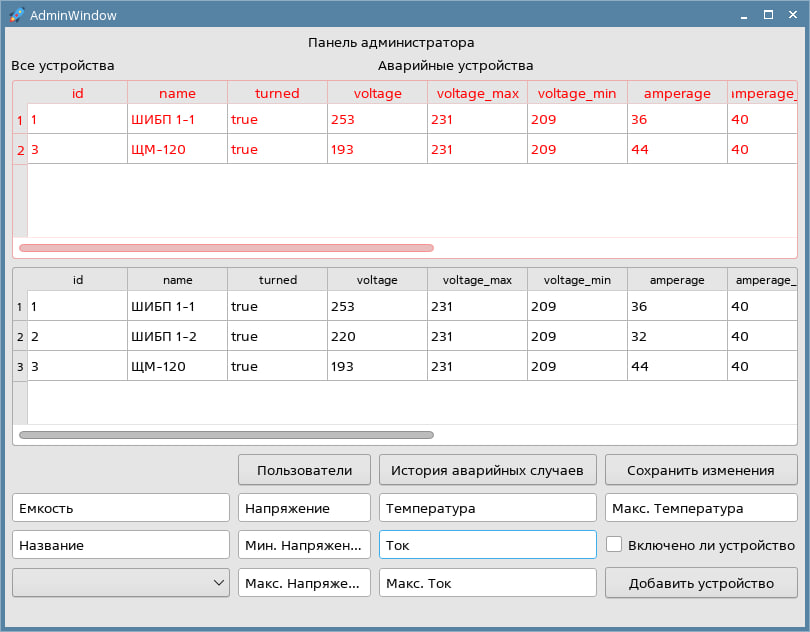 AdminWindow
Панель администратора
Все устройства Аварийные устройства
id name turned voltage voltage_max voltage_min amperage amperage_
1 1 ШИБП 1-1 true 253 231 209 36 40
2 3 ЩМ-120 true 193 231 209 44 40
id name turned voltage voltage_max voltage_min amperage amperage_
1 1 ШИБП 1-1 true 253 231 209 36 40
2 2 ШИБП 1-2 true 220 231 209 32 40
3 3 ЩМ-120 true 193 231 209 44 40
Пользователи История аварийных случаев Сохранить изменения
Емкость Напряжение Температура Макс. Температура
Название Мин. Напряжен... Ток Включено ли устройство
Макс. Напряже... Макс. Ток Добавить устройство